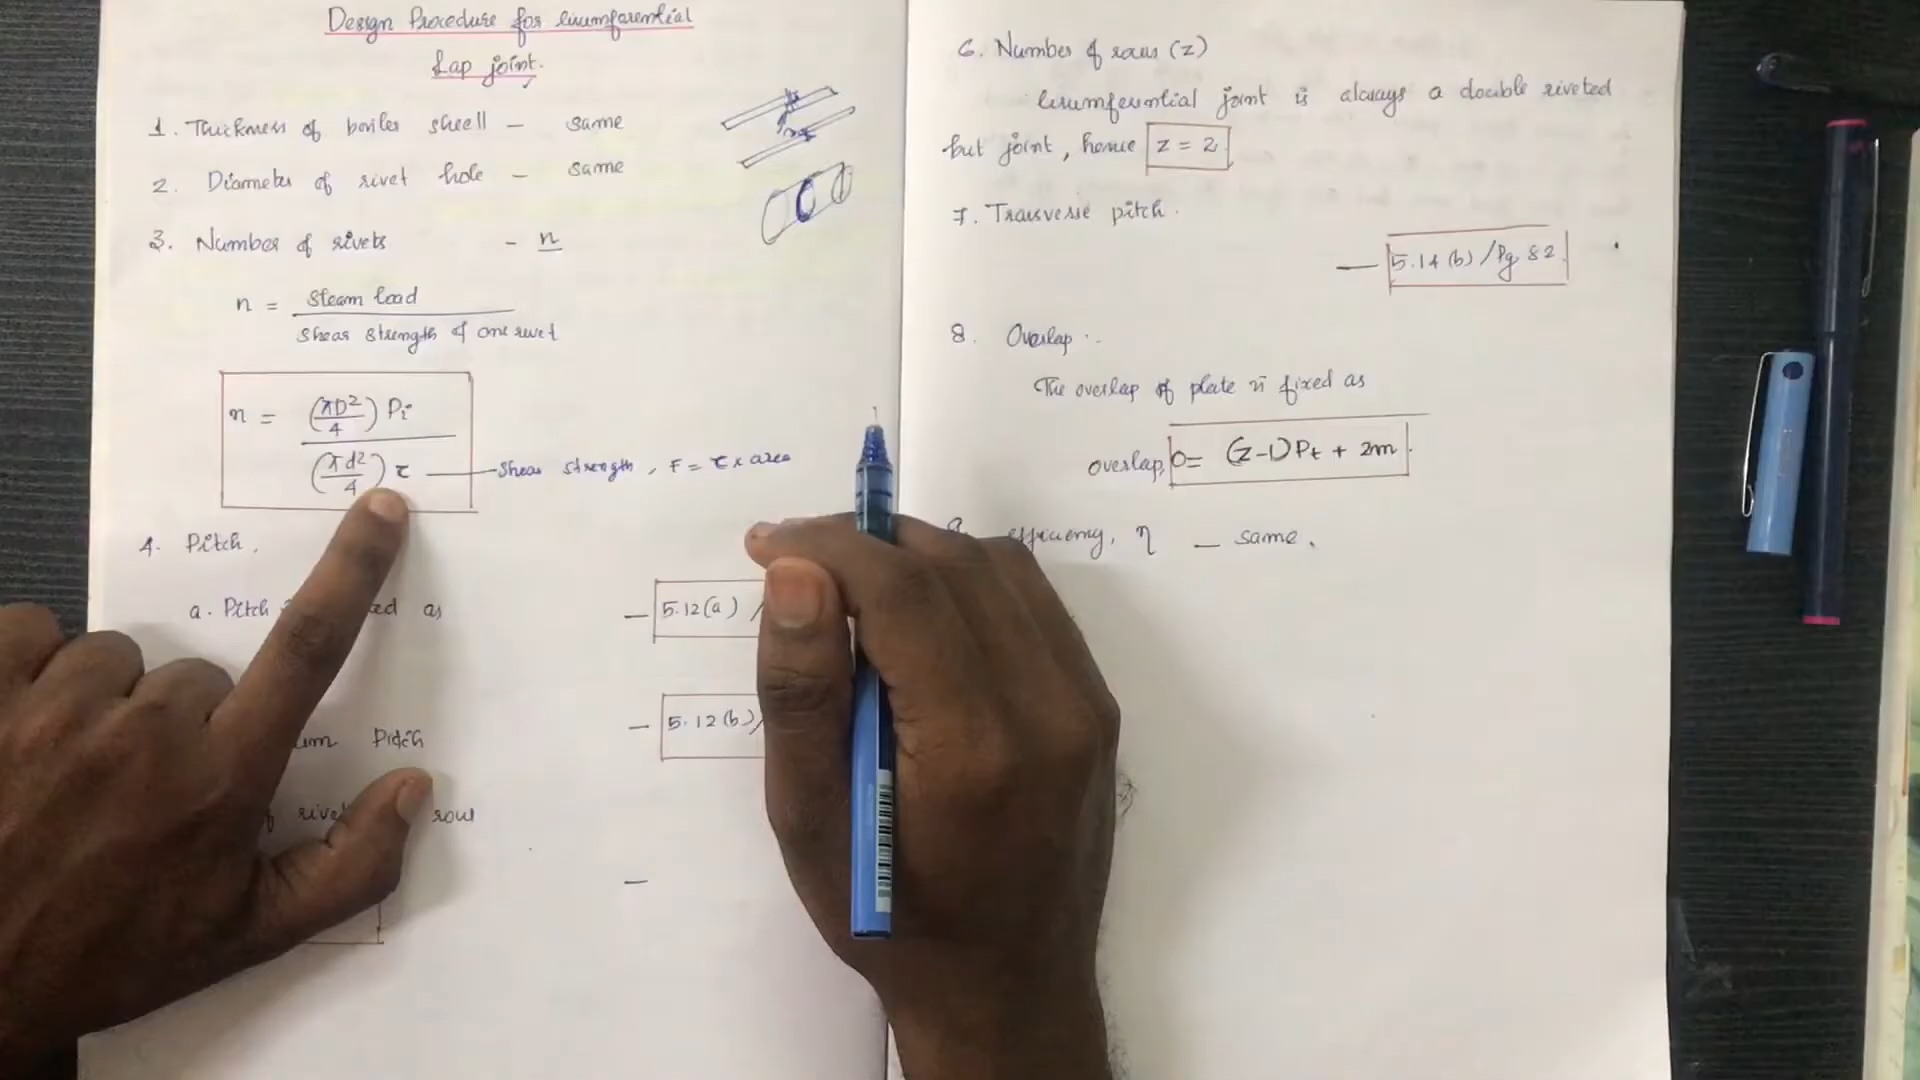 Design Procedure for circumferential
Lap joint.
1. Thickness of boiler shell – same
2. Diameter of rivet hole – same
3. Number of rivets – n
n = Steam load / Shear strength of one rivet
n = (πD²/4) Pi / (πd²/4) τ — Shear strength, F = τ × area
4. Pitch,
a. Pitch as
– 5.12(a) /
Pitch
– 5.12(b)/
row
–
6. Number of rows (z)
circumferential joint is always a double riveted
but joint, hence z = 2
7. Trasverse pitch.
— 5.14(b) /Pg 82
8. Overlap :.
The overlap of plate is fixed as
overlap, O = (z-1)Pt + 2m
efficiency, η – same.